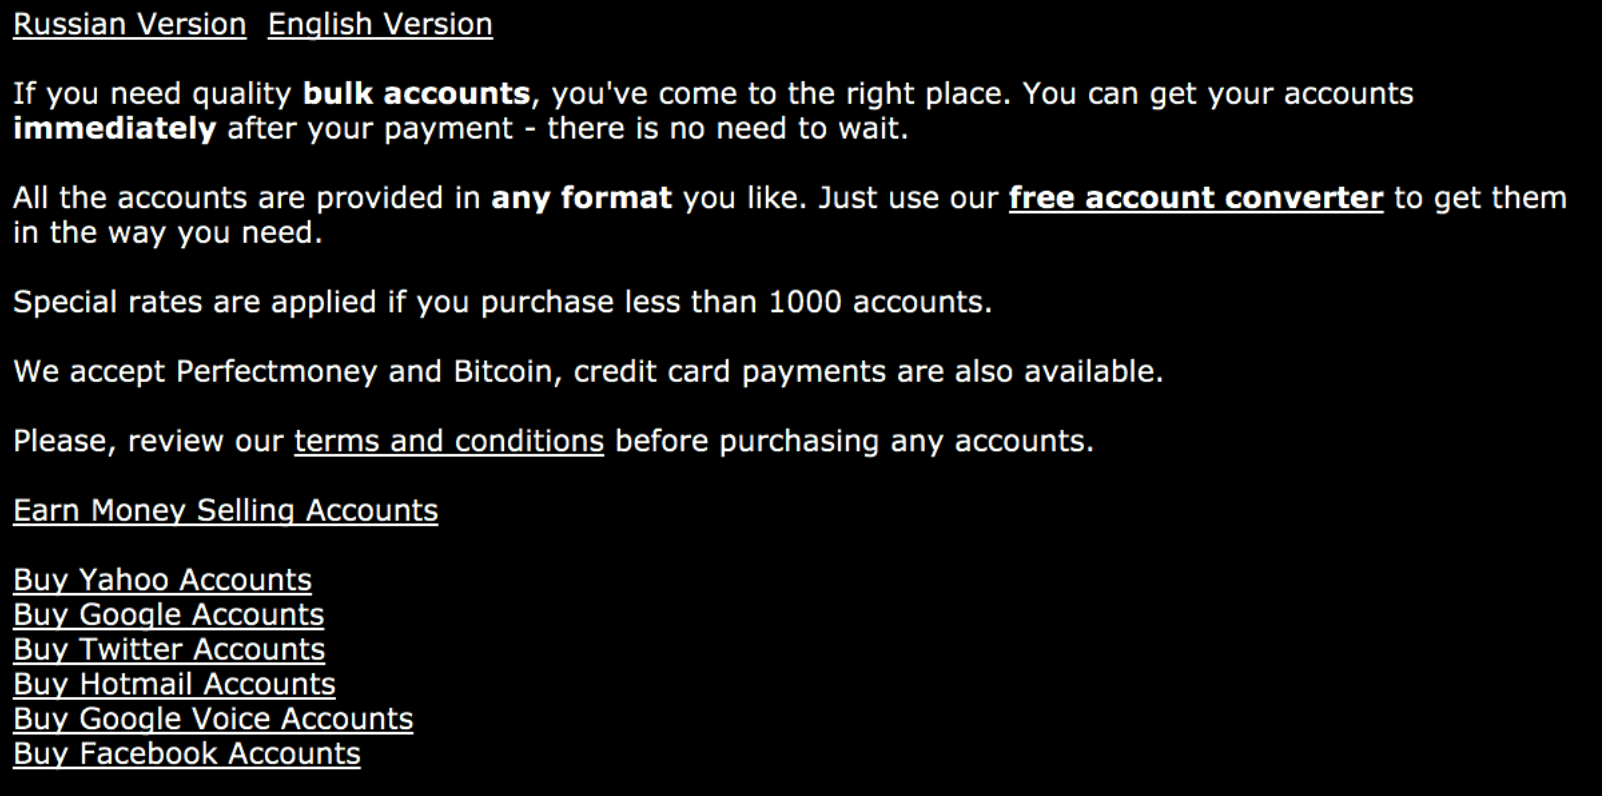 Russian Version English Version
If you need quality bulk accounts, you've come to the right place. You can get your accounts
immediately after your payment - there is no need to wait.
All the accounts are provided in any format you like. Just use our free account converter to get them
in the way you need.
Special rates are applied if you purchase less than 1000 accounts.
We accept Perfectmoney and Bitcoin, credit card payments are also available.
Please, review our terms and conditions before purchasing any accounts.
Earn Money Selling Accounts
Buy Yahoo Accounts
Buy Google Accounts
Buy Twitter Accounts
Buy Hotmail Accounts
Buy Google Voice Accounts
Buy Facebook Accounts